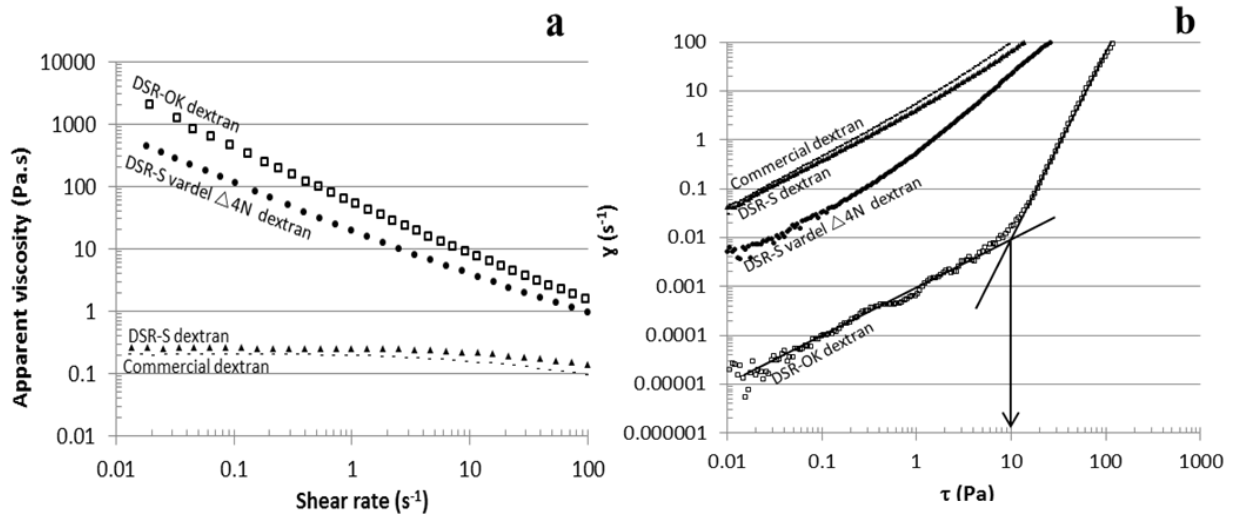 a
10000
1000
100
10
1
0.1
0.01
Apparent viscosity (Pa.s)
DSR-OK dextran
DSR-S vardel △4N dextran
DSR-S dextran
Commercial dextran
0.01 0.1 1 10 100
Shear rate (s⁻¹)
b
100
10
1
0.1
0.01
0.001
0.0001
0.00001
0.000001
γ (s⁻¹)
Commercial dextran
DSR-S dextran
DSR-S vardel △4N dextran
DSR-OK dextran
0.01 0.1 1 10 100 1000
τ (Pa)